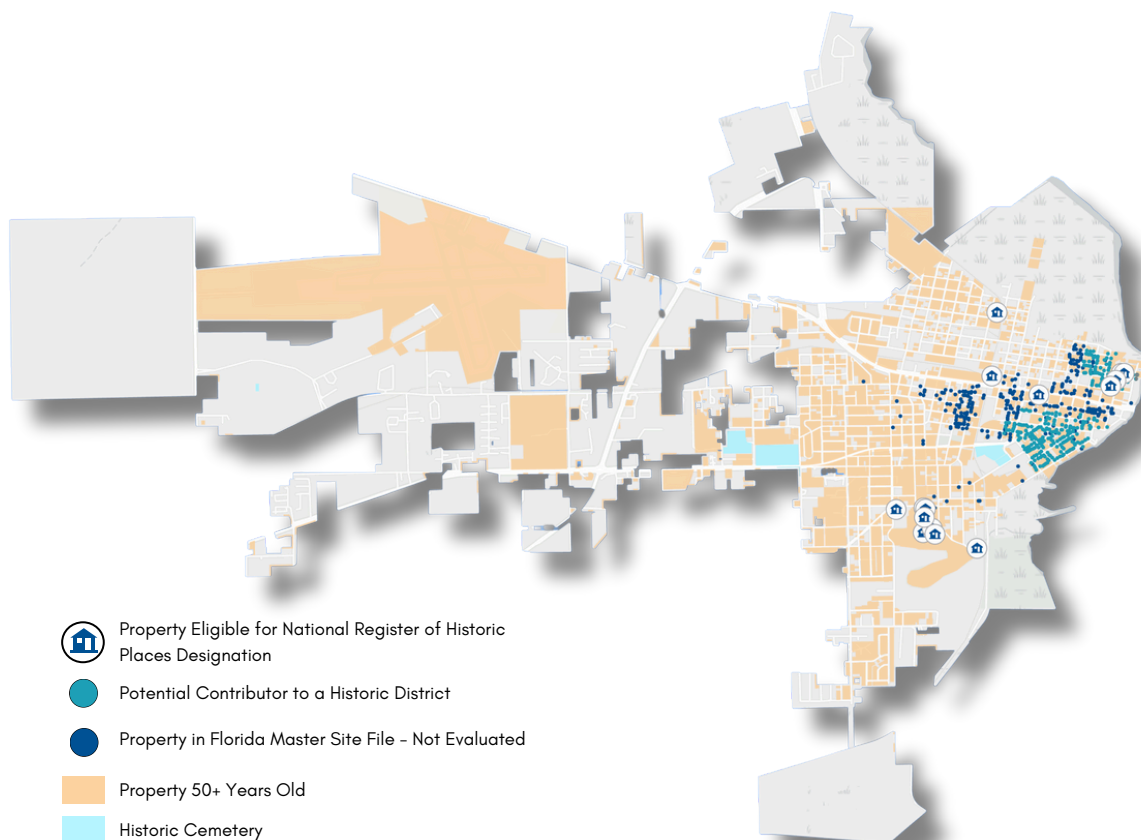 Property Eligible for National Register of Historic
Places Designation
Potential Contributor to a Historic District
Property in Florida Master Site File - Not Evaluated
Property 50+ Years Old
Historic Cemetery